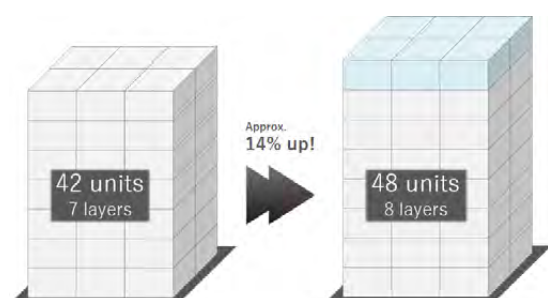 Approx.
14% up!
42 units
7 layers
48 units
8 layers